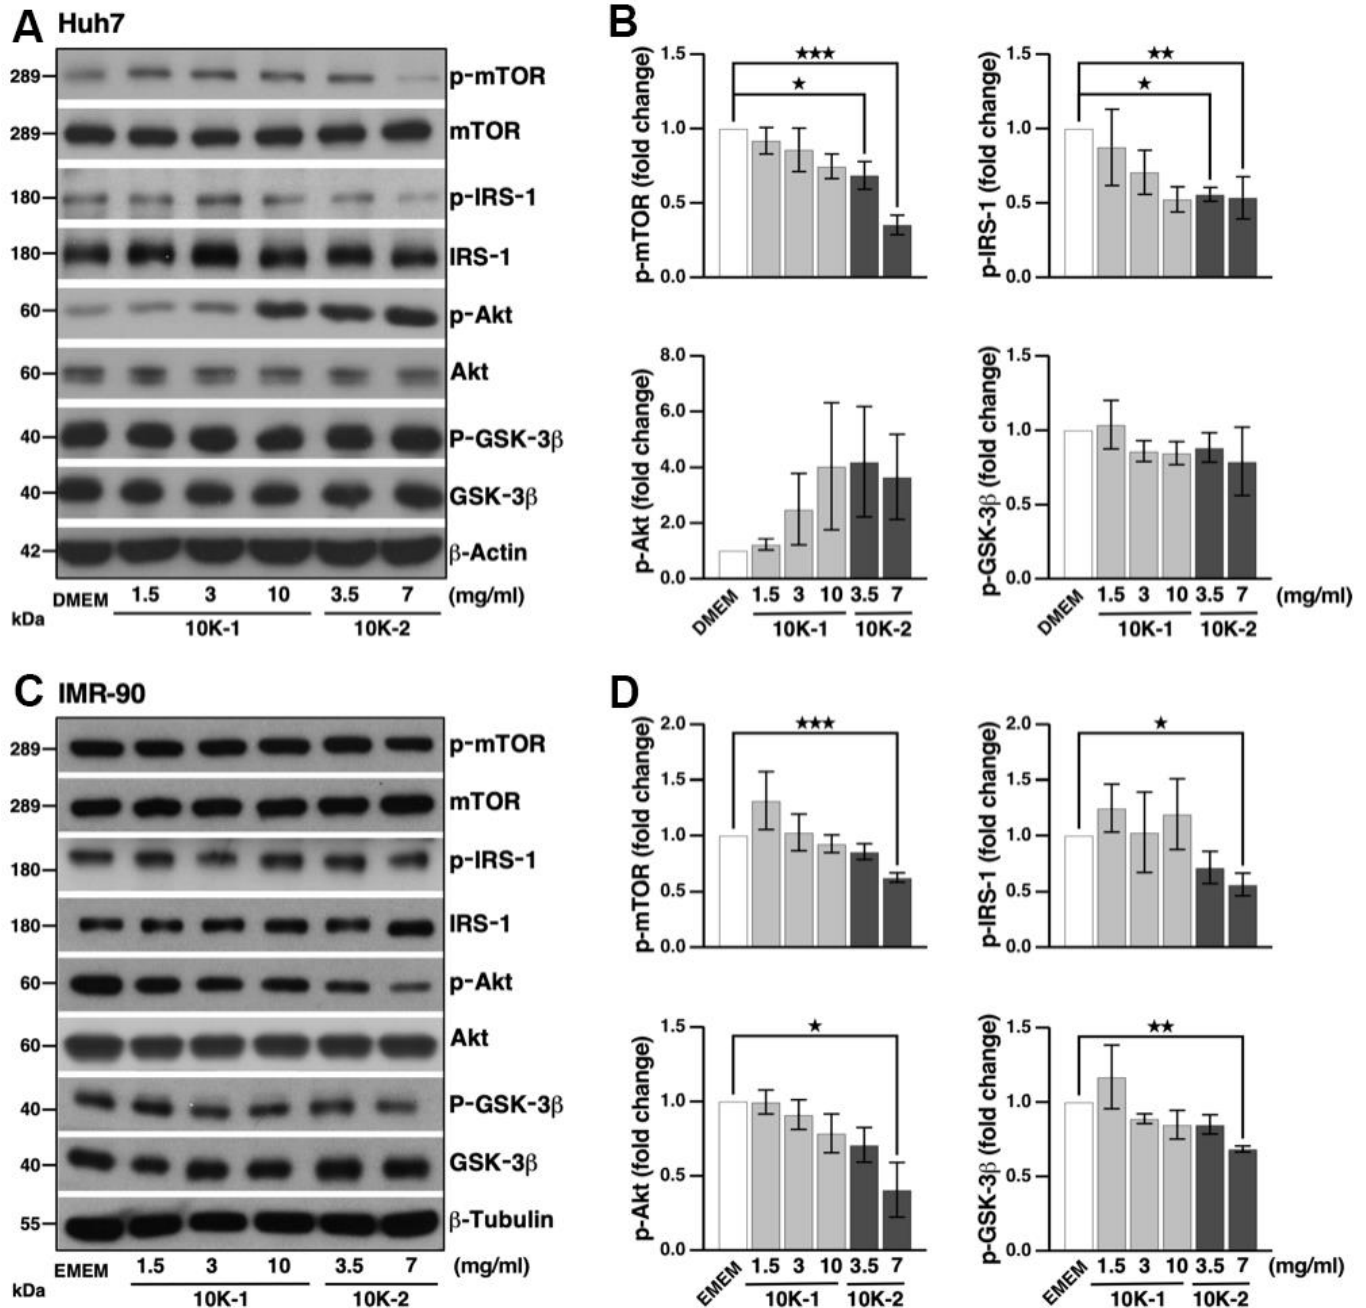 A Huh7
289 p-mTOR
289 mTOR
180 p-IRS-1
180 IRS-1
60 p-Akt
60 Akt
40 P-GSK-3β
40 GSK-3β
42 β-Actin
DMEM 1.5 3 10 3.5 7 (mg/ml)
kDa 10K-1 10K-2
B
p-mTOR (fold change)
1.5
1.0
0.5
0.0
★★★
★
p-IRS-1 (fold change)
1.5
1.0
0.5
0.0
★★
★
p-Akt (fold change)
8.0
6.0
4.0
2.0
0.0
DMEM 1.5 3 10 3.5 7
10K-1 10K-2
p-GSK-3β (fold change)
1.5
1.0
0.5
0.0
DMEM 1.5 3 10 3.5 7 (mg/ml)
10K-1 10K-2
C IMR-90
289 p-mTOR
289 mTOR
180 p-IRS-1
180 IRS-1
60 p-Akt
60 Akt
40 P-GSK-3β
40 GSK-3β
55 β-Tubulin
EMEM 1.5 3 10 3.5 7 (mg/ml)
kDa 10K-1 10K-2
D
p-mTOR (fold change)
2.0
1.5
1.0
0.5
0.0
★★★
p-IRS-1 (fold change)
2.0
1.5
1.0
0.5
0.0
★
p-Akt (fold change)
1.5
1.0
0.5
0.0
★
EMEM 1.5 3 10 3.5 7
10K-1 10K-2
p-GSK-3β (fold change)
1.5
1.0
0.5
0.0
★★
EMEM 1.5 3 10 3.5 7 (mg/ml)
10K-1 10K-2